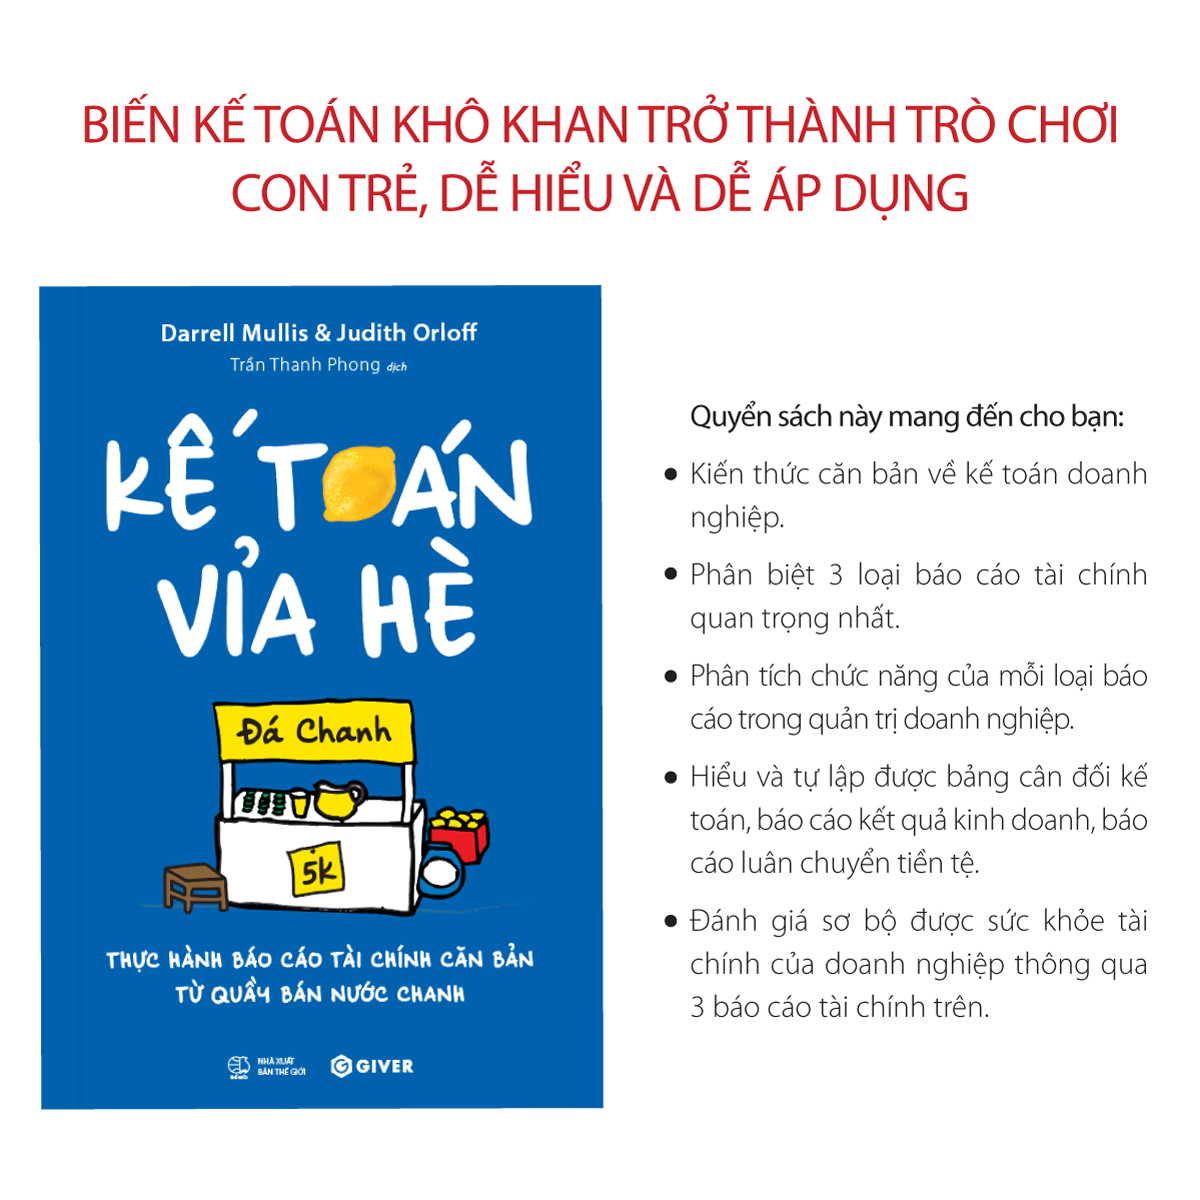 BIẾN KẾ TOÁN KHÔ KHAN TRỞ THÀNH TRÒ CHƠI
CON TRẺ, DỄ HIỂU VÀ DỄ ÁP DỤNG
Darrell Mullis & Judith Orloff
Trần Thanh Phong dịch
KẾ TOÁN
VỈA HÈ
Đá Chanh
5K
THỰC HÀNH BÁO CÁO TÀI CHÍNH CĂN BẢN
TỪ QUẦY BÁN NƯỚC CHANH
NHÀ XUẤT
BẢN THẾ GIỚI
GIVER
Quyển sách này mang đến cho bạn:
• Kiến thức căn bản về kế toán doanh
nghiệp.
• Phân biệt 3 loại báo cáo tài chính
quan trọng nhất.
• Phân tích chức năng của mỗi loại báo
cáo trong quản trị doanh nghiệp.
• Hiểu và tự lập được bảng cân đối kế
toán, báo cáo kết quả kinh doanh, báo
cáo luân chuyển tiền tệ.
• Đánh giá sơ bộ được sức khỏe tài
chính của doanh nghiệp thông qua
3 báo cáo tài chính trên.